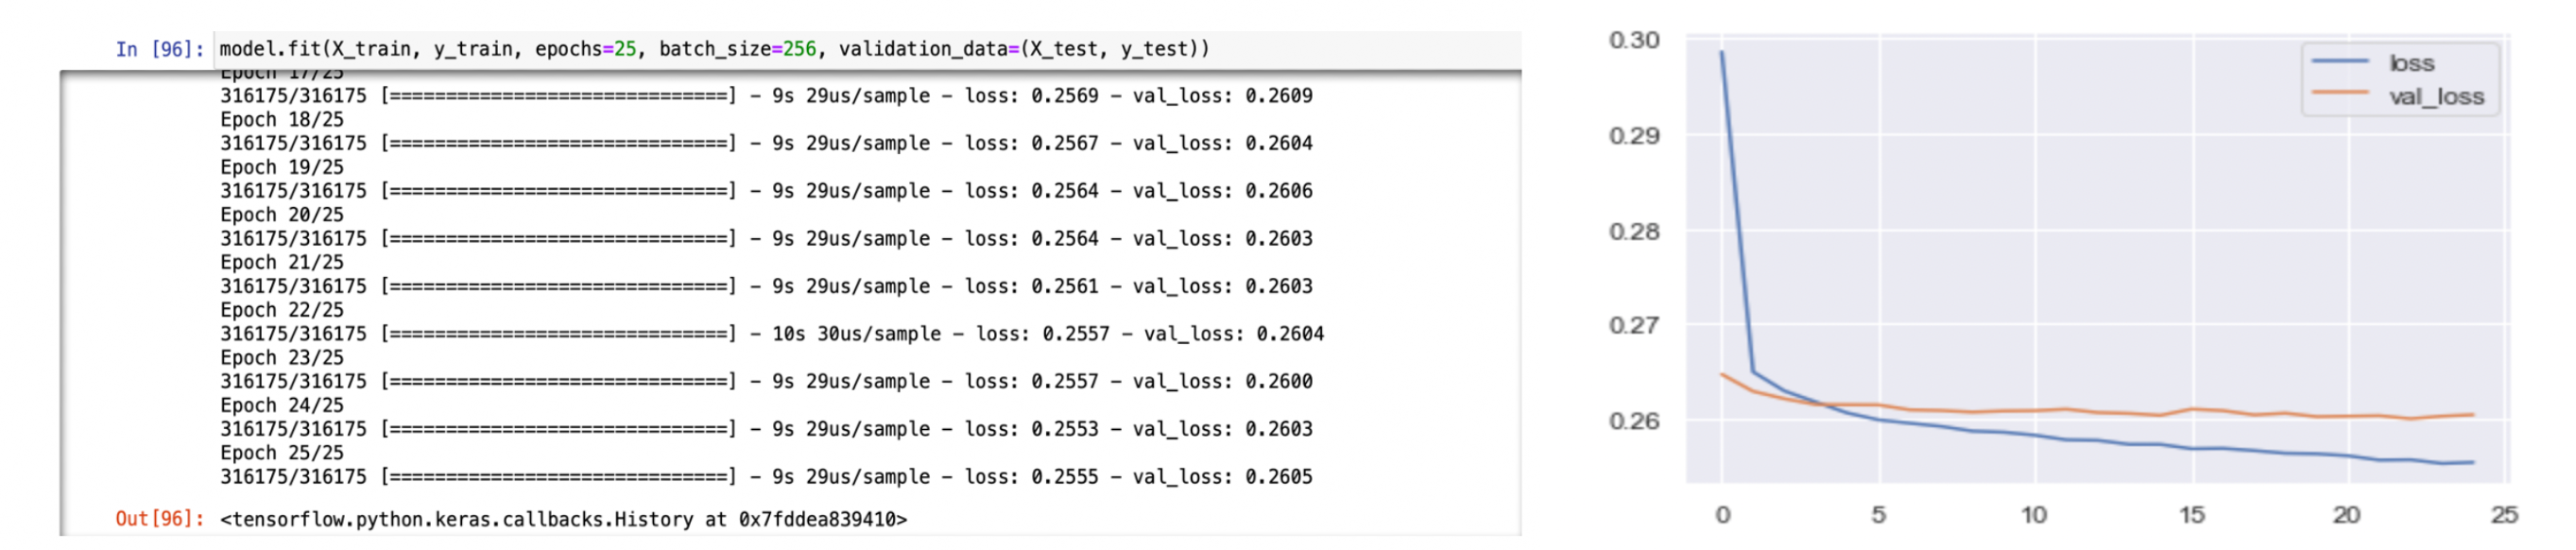 In [96]: model.fit(X_train, y_train, epochs=25, batch_size=256, validation_data=(X_test, y_test))
Epoch 17/25
316175/316175 [==============================] - 9s 29us/sample - loss: 0.2569 - val_loss: 0.2609
Epoch 18/25
316175/316175 [==============================] - 9s 29us/sample - loss: 0.2567 - val_loss: 0.2604
Epoch 19/25
316175/316175 [==============================] - 9s 29us/sample - loss: 0.2564 - val_loss: 0.2606
Epoch 20/25
316175/316175 [==============================] - 9s 29us/sample - loss: 0.2564 - val_loss: 0.2603
Epoch 21/25
316175/316175 [==============================] - 9s 29us/sample - loss: 0.2561 - val_loss: 0.2603
Epoch 22/25
316175/316175 [==============================] - 10s 30us/sample - loss: 0.2557 - val_loss: 0.2604
Epoch 23/25
316175/316175 [==============================] - 9s 29us/sample - loss: 0.2557 - val_loss: 0.2600
Epoch 24/25
316175/316175 [==============================] - 9s 29us/sample - loss: 0.2553 - val_loss: 0.2603
Epoch 25/25
316175/316175 [==============================] - 9s 29us/sample - loss: 0.2555 - val_loss: 0.2605
Out[96]: <tensorflow.python.keras.callbacks.History at 0x7fddea839410>
0.30
0.29
0.28
0.27
0.26
loss
val_loss
0 5 10 15 20 25